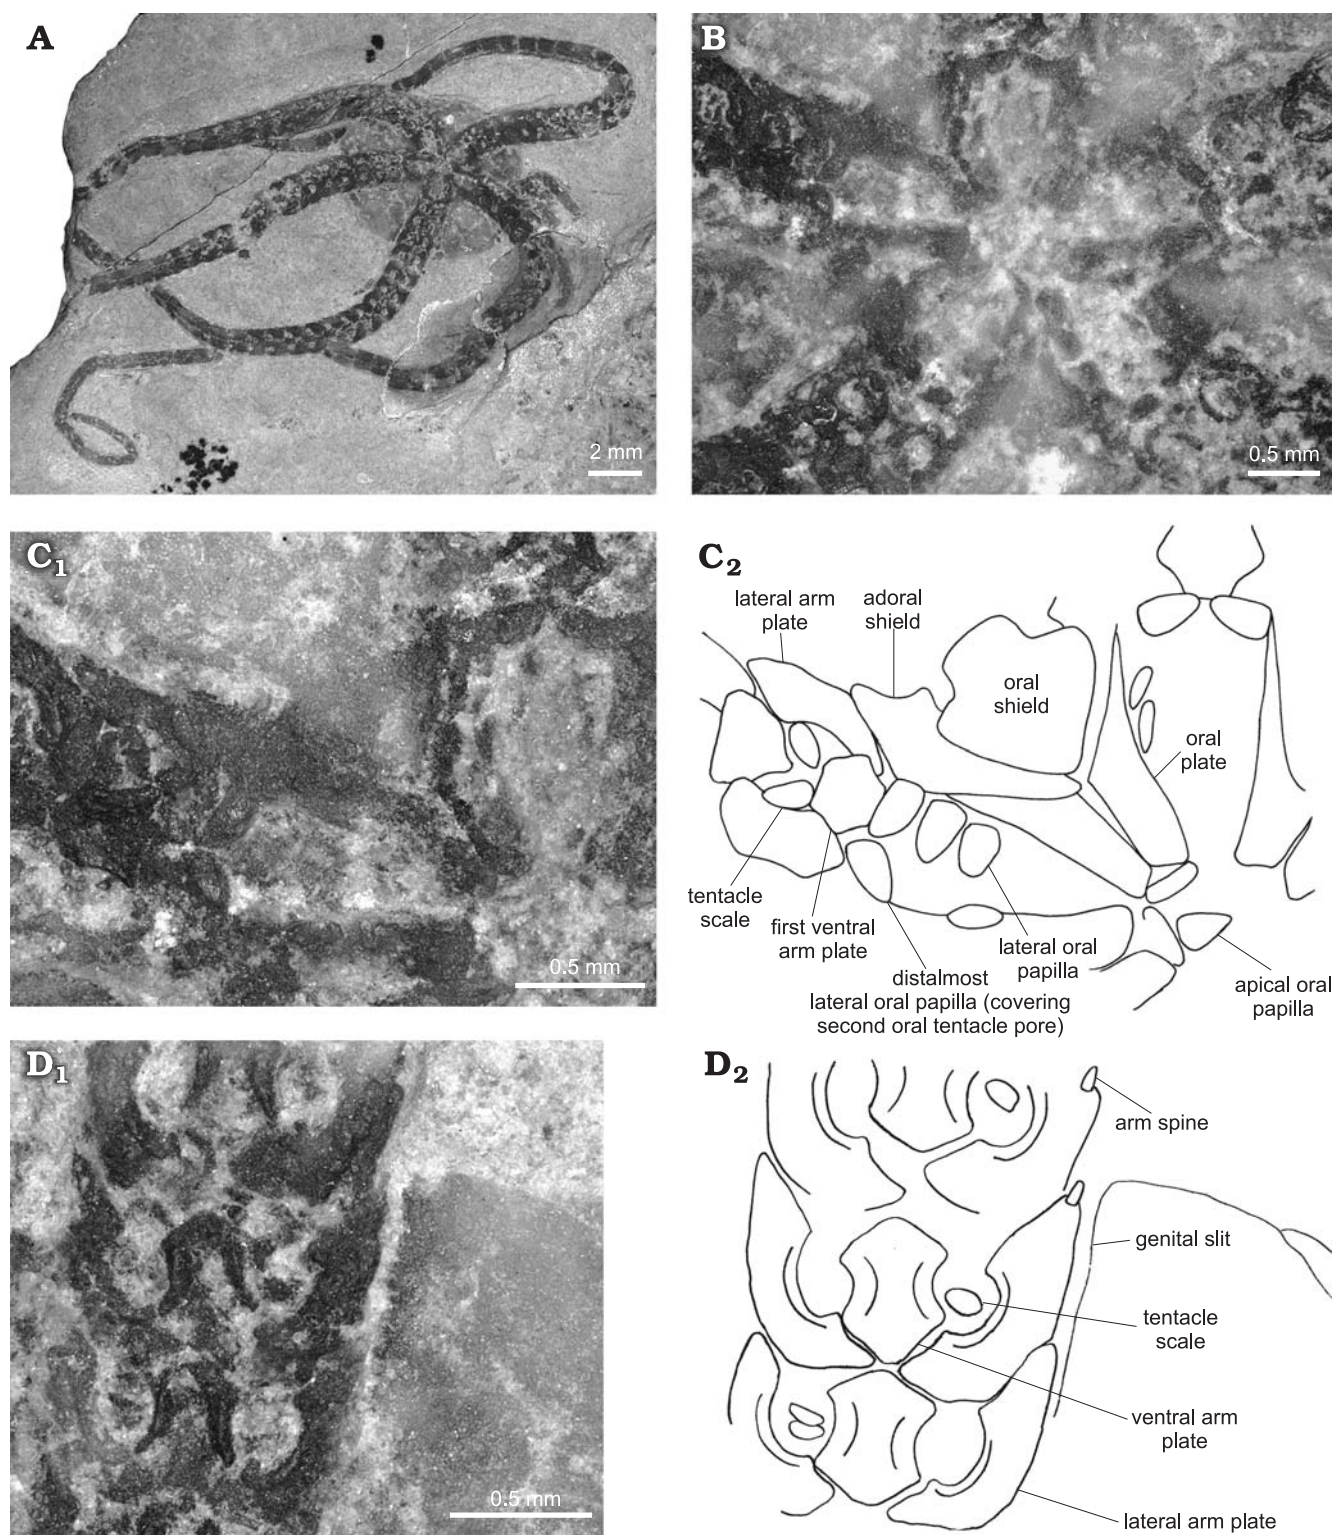 A
2 mm
B
0.5 mm
C1
0.5 mm
C2
lateral arm
plate
adoral
shield
oral
shield
oral
plate
tentacle
scale
first ventral
arm plate
distalmost
lateral oral papilla (covering
second oral tentacle pore)
lateral oral
papilla
apical oral
papilla
D1
0.5 mm
D2
arm spine
genital slit
tentacle
scale
ventral arm
plate
lateral arm plate